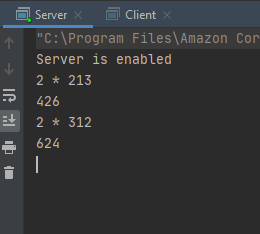 Server Client
"C:\Program Files\Amazon Cor
Server is enabled
2 * 213
426
2 * 312
624